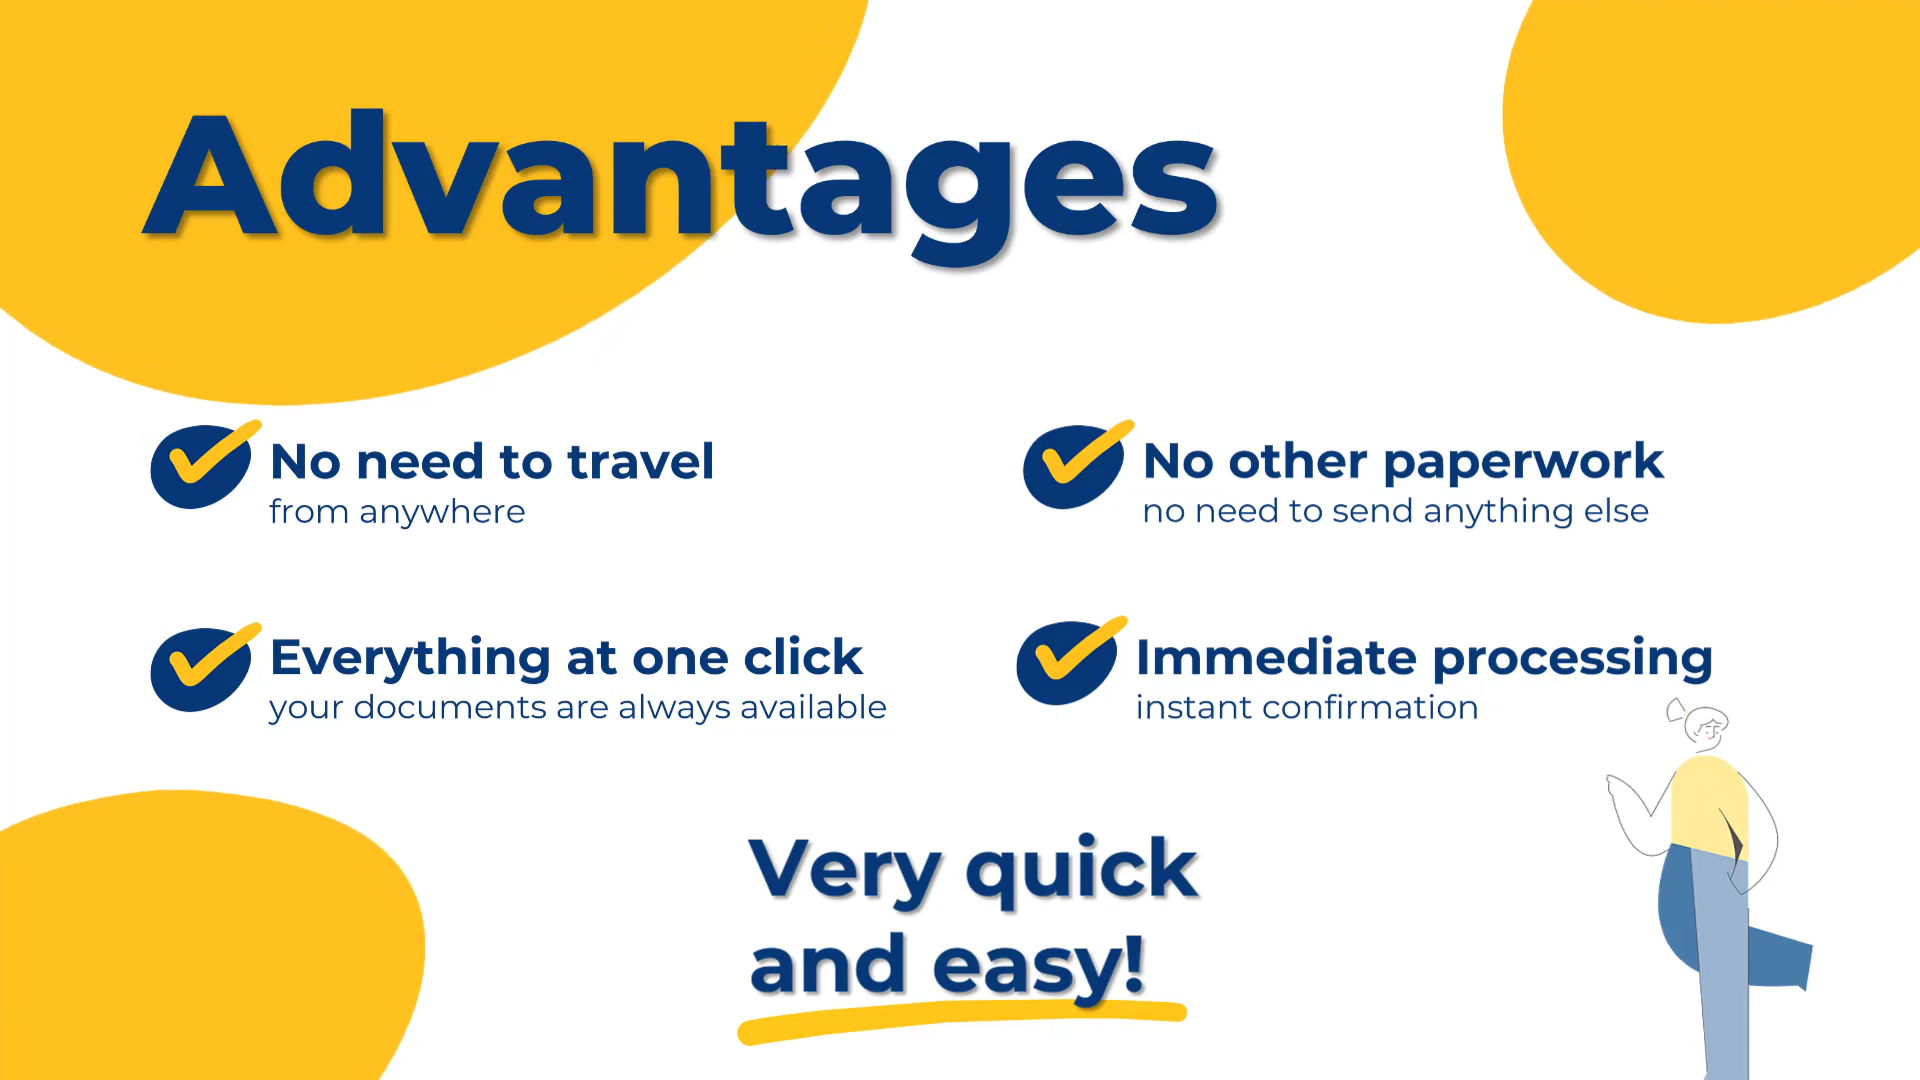 Advantages
No need to travel
from anywhere
No other paperwork
no need to send anything else
Everything at one click
your documents are always available
Immediate processing
instant confirmation
Very quick
and easy!